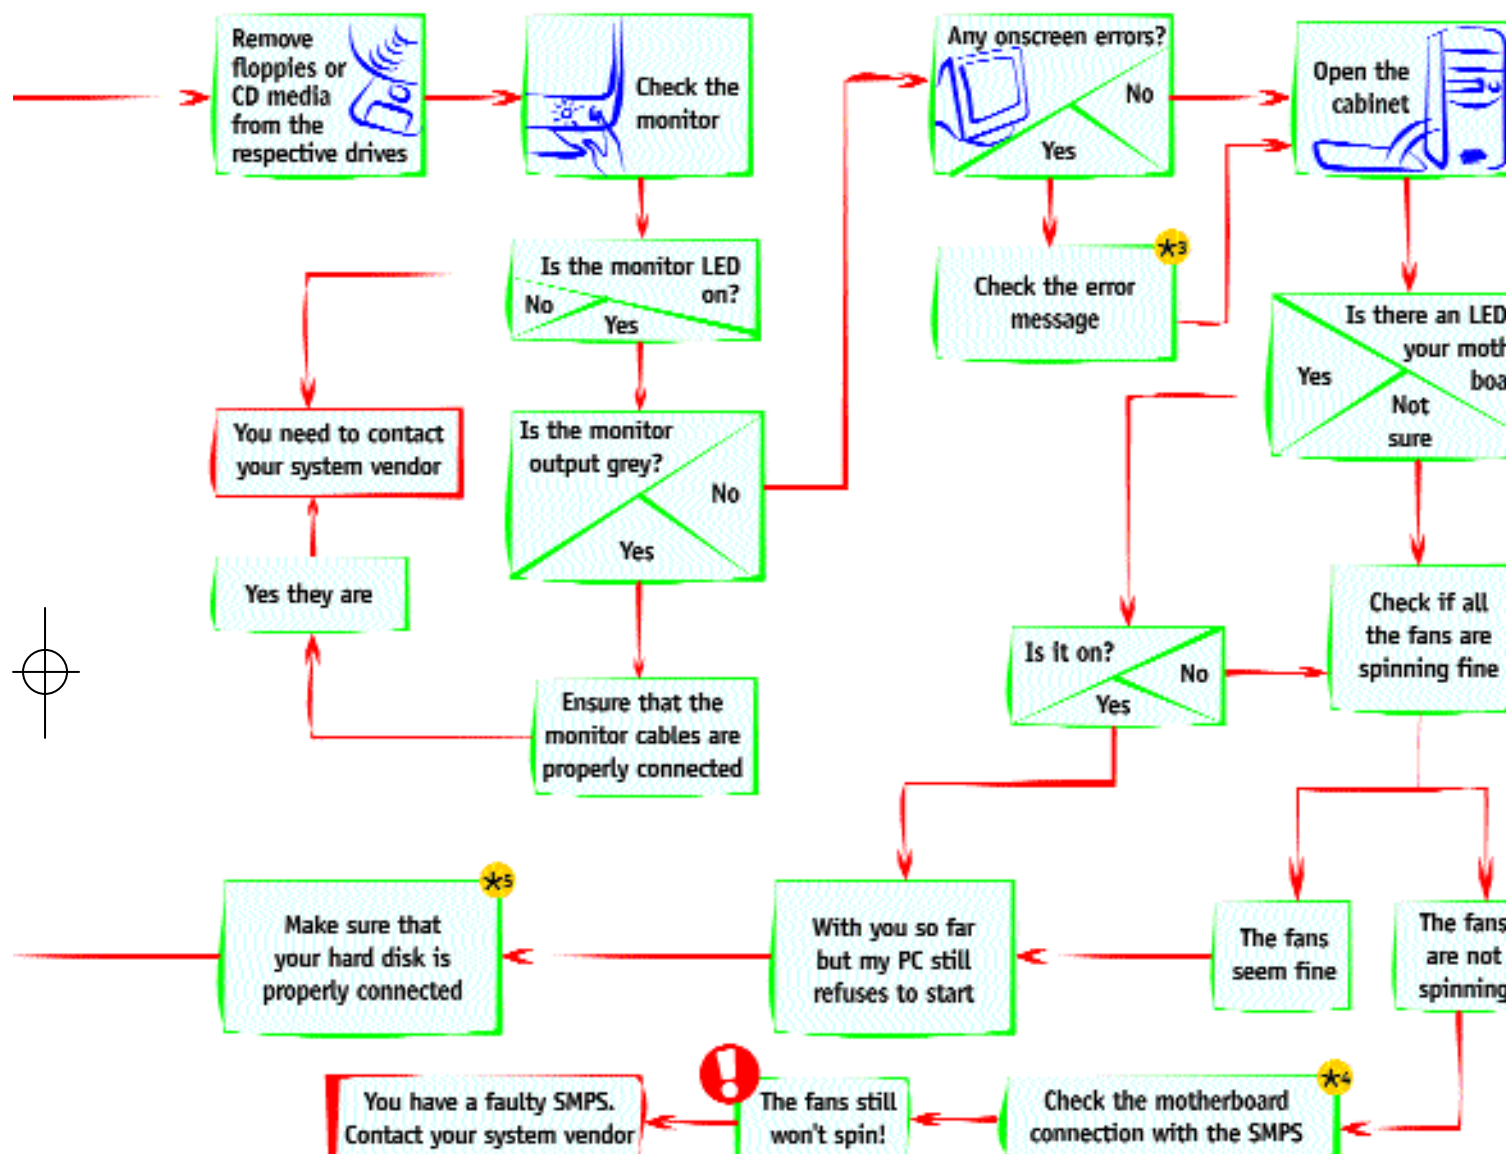 Remove
floppies or
CD media
from the
respective drives
Check the
monitor
Any onscreen errors?
No
Yes
Open the
cabinet
Is the monitor LED
on?
No
Yes
*3
Check the error
message
Is there an LED
your
Yes
Not
sure
You need to contact
your system vendor
Is the monitor
output grey?
No
Yes
Yes they are
Ensure that the
monitor cables are
properly connected
Is it on?
No
Yes
Check if all
the fans are
spinning fine
*5
Make sure that
your hard disk is
properly connected
With you so far
but my PC still
refuses to start
The fans
seem fine
The fans
are not
spinning
You have a faulty SMPS.
Contact your system vendor
!
The fans still
won't spin!
*4
Check the motherboard
connection with the SMPS